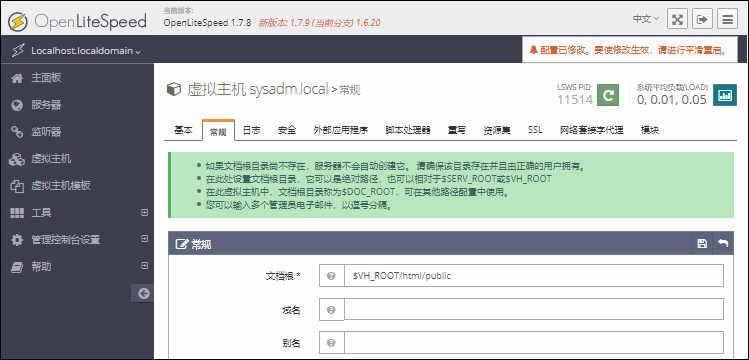 OpenLiteSpeed
当前版本:
OpenLiteSpeed 1.7.8 新版本: 1.7.9 (当前分支) 1.6.20
中文
Localhost.localdomain
配置已修改。要使修改生效，请进行平滑重启。
主面板
服务器
监听器
虚拟主机
虚拟主机模板
工具
管理控制台设置
帮助
虚拟主机 sysadm.local > 常规
LSWS PID
11514
系统平均负载(LOAD)
0, 0.01, 0.05
基本 常规 日志 安全 外部应用程序 脚本处理器 重写 资源集 SSL 网络套接字代理 模块
如果文档根目录尚不存在，服务器不会自动创建它。 请确保该目录存在并且由正确的用户拥有。
在此处设置文档根目录，它可以是绝对路径，也可以相对于$SERV_ROOT或$VH_ROOT
在此虚拟主机中，文档根目录称为$DOC_ROOT，可在其他路径配置中使用。
您可以输入多个管理员电子邮件，以逗号分隔。
常规
文档根 * $VH_ROOT/html/public
域名
别名